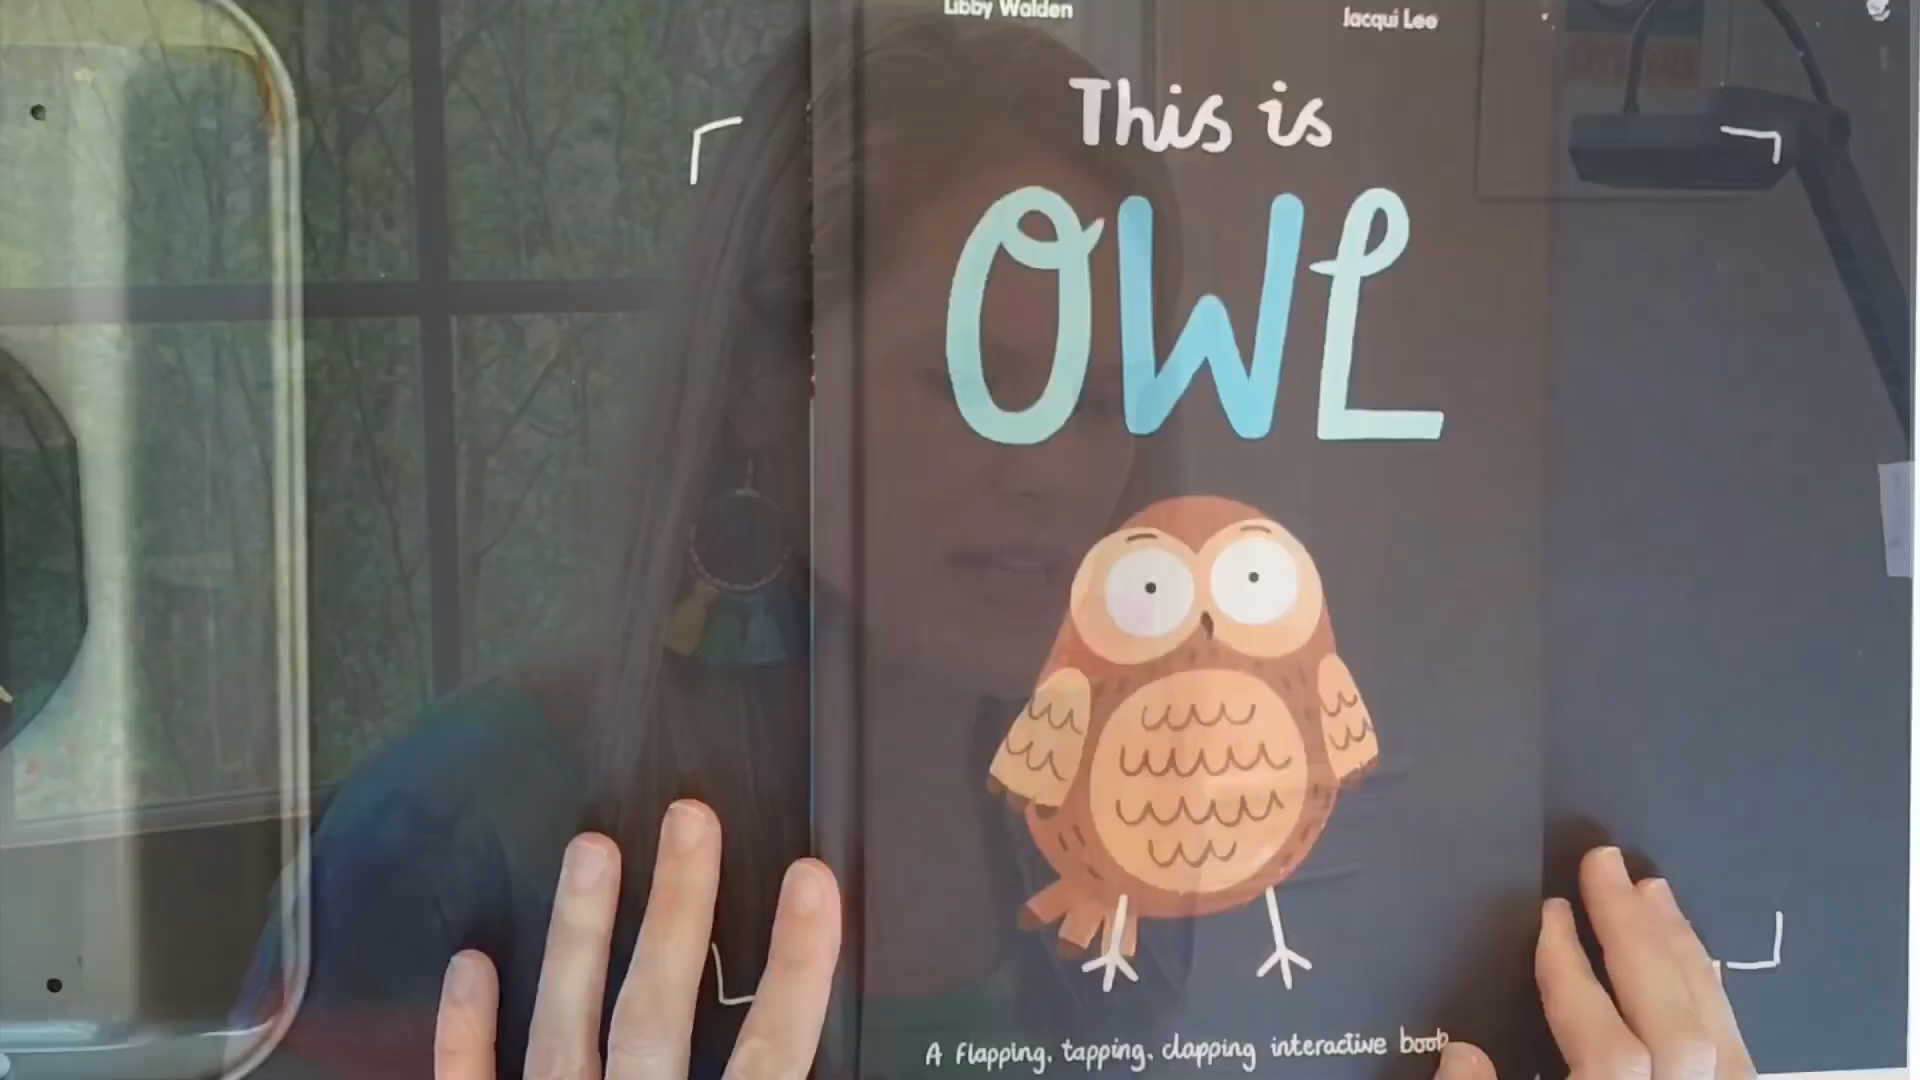 Libby Walden
Jacqui Lee
This is
OWL
A flapping, tapping, clapping interactive book